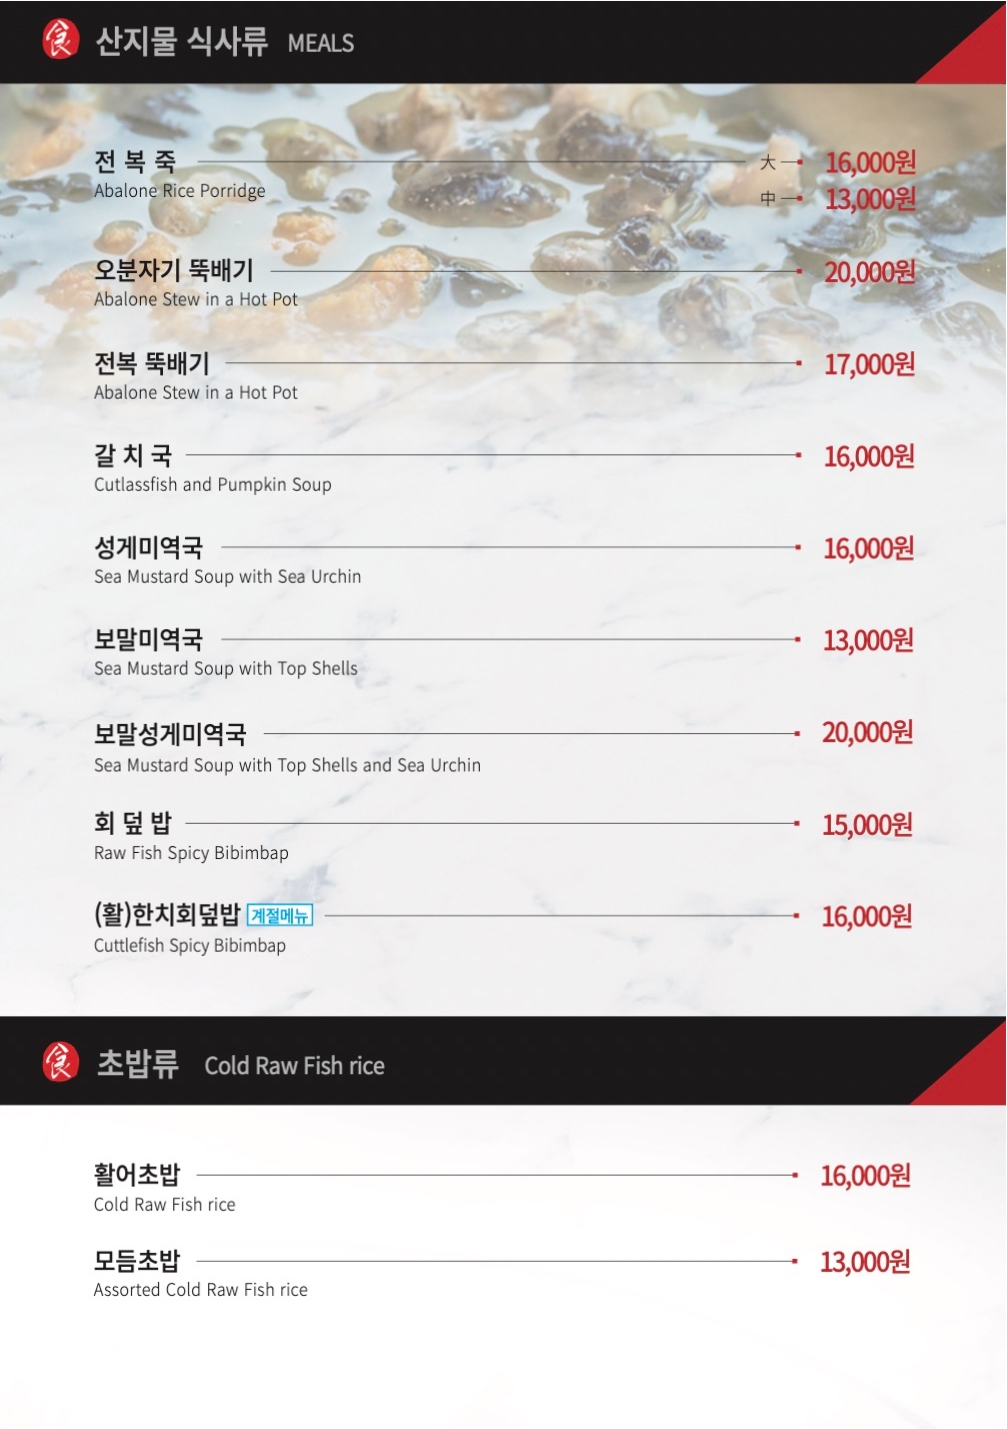 食 산지물 식사류 MEALS
전 복 죽 大 16,000원
Abalone Rice Porridge
中 13,000원
오분자기 뚝배기 20,000원
Abalone Stew in a Hot Pot
전복 뚝배기 17,000원
Abalone Stew in a Hot Pot
갈 치 국 16,000원
Cutlassfish and Pumpkin Soup
성게미역국 16,000원
Sea Mustard Soup with Sea Urchin
보말미역국 13,000원
Sea Mustard Soup with Top Shells
보말성게미역국 20,000원
Sea Mustard Soup with Top Shells and Sea Urchin
회 덮 밥 15,000원
Raw Fish Spicy Bibimbap
(활)한치회덮밥 계절메뉴 16,000원
Cuttlefish Spicy Bibimbap
食 초밥류 Cold Raw Fish rice
활어초밥 16,000원
Cold Raw Fish rice
모듬초밥 13,000원
Assorted Cold Raw Fish rice